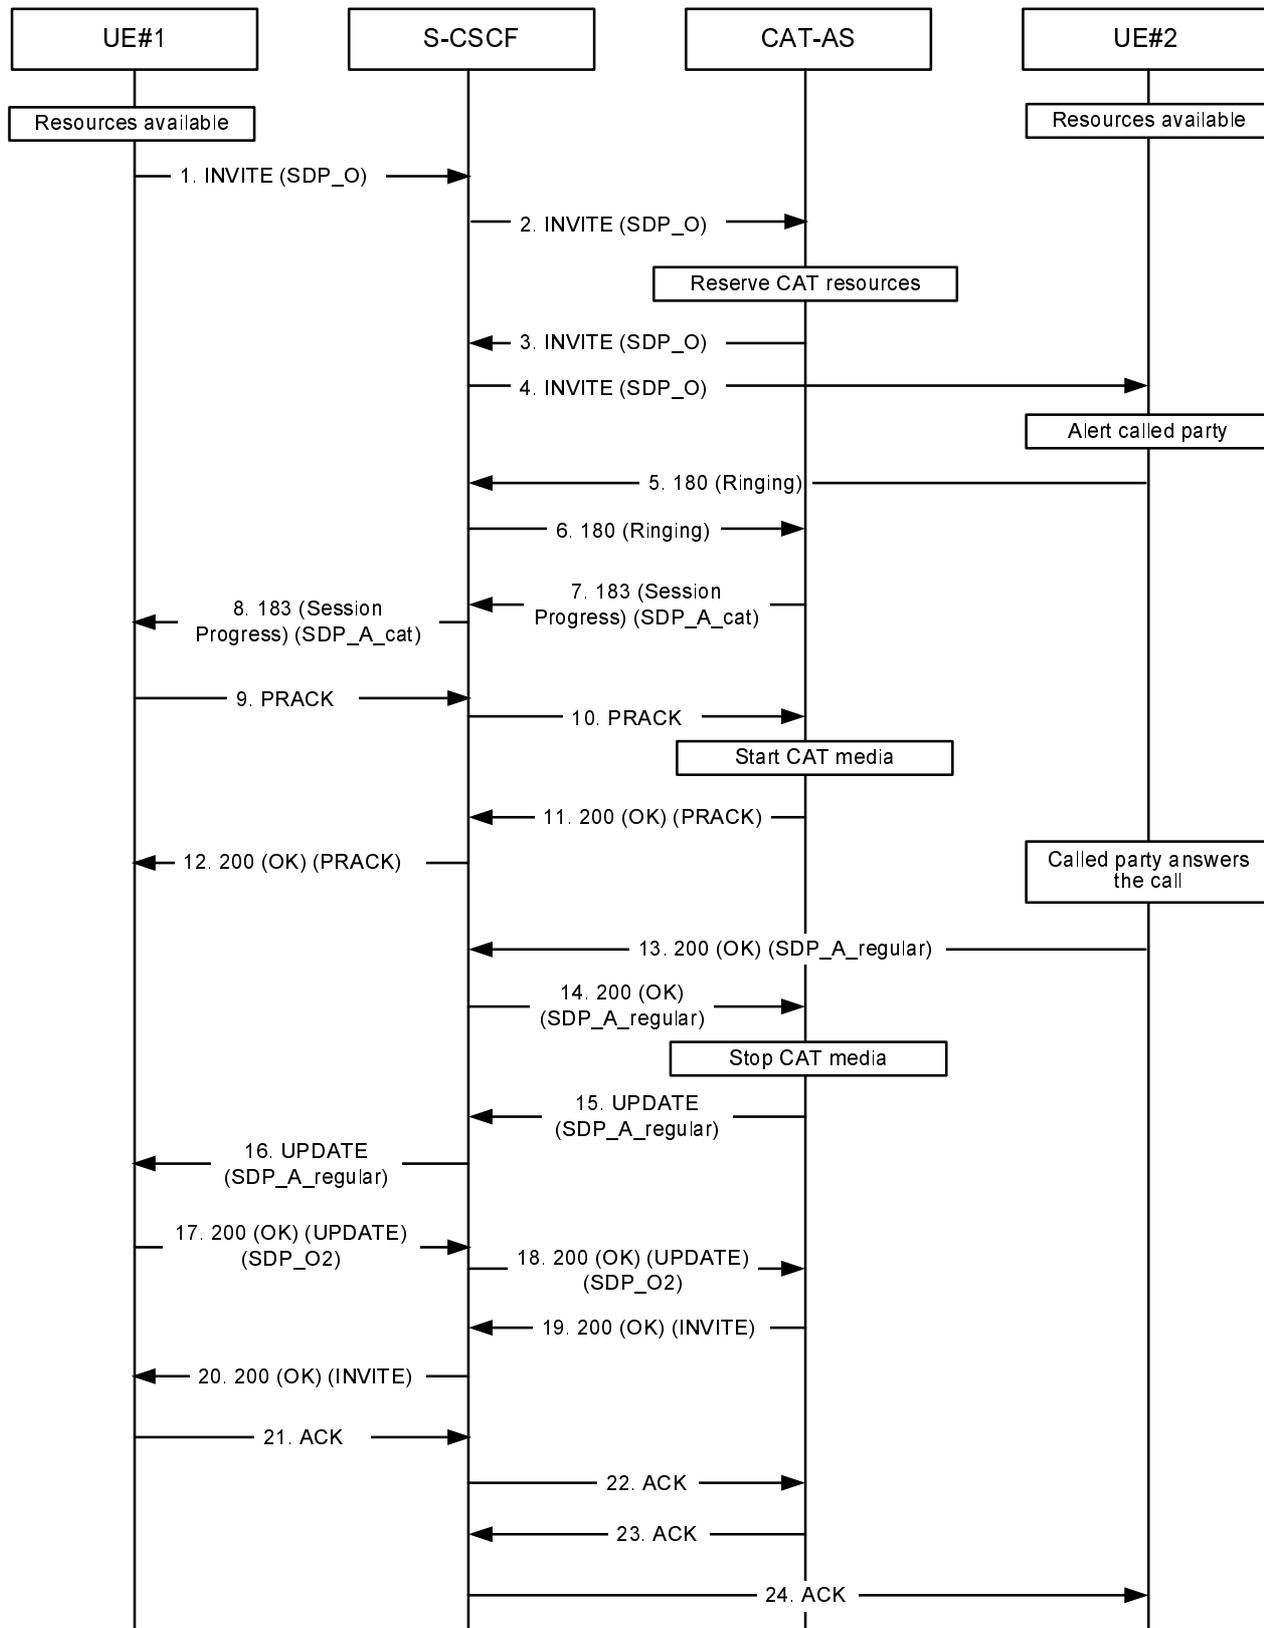 UE#1
S-CSCF
CAT-AS
UE#2
Resources available
Resources available
1. INVITE (SDP_O)
2. INVITE (SDP_O)
Reserve CAT resources
3. INVITE (SDP_O)
4. INVITE (SDP_O)
Alert called party
5. 180 (Ringing)
6. 180 (Ringing)
7. 183 (Session
Progress) (SDP_A_cat)
8. 183 (Session
Progress) (SDP_A_cat)
9. PRACK
10. PRACK
Start CAT media
11. 200 (OK) (PRACK)
12. 200 (OK) (PRACK)
Called party answers
the call
13. 200 (OK) (SDP_A_regular)
14. 200 (OK)
(SDP_A_regular)
Stop CAT media
15. UPDATE
(SDP_A_regular)
16. UPDATE
(SDP_A_regular)
17. 200 (OK) (UPDATE)
(SDP_O2)
18. 200 (OK) (UPDATE)
(SDP_O2)
19. 200 (OK) (INVITE)
20. 200 (OK) (INVITE)
21. ACK
22. ACK
23. ACK
24. ACK